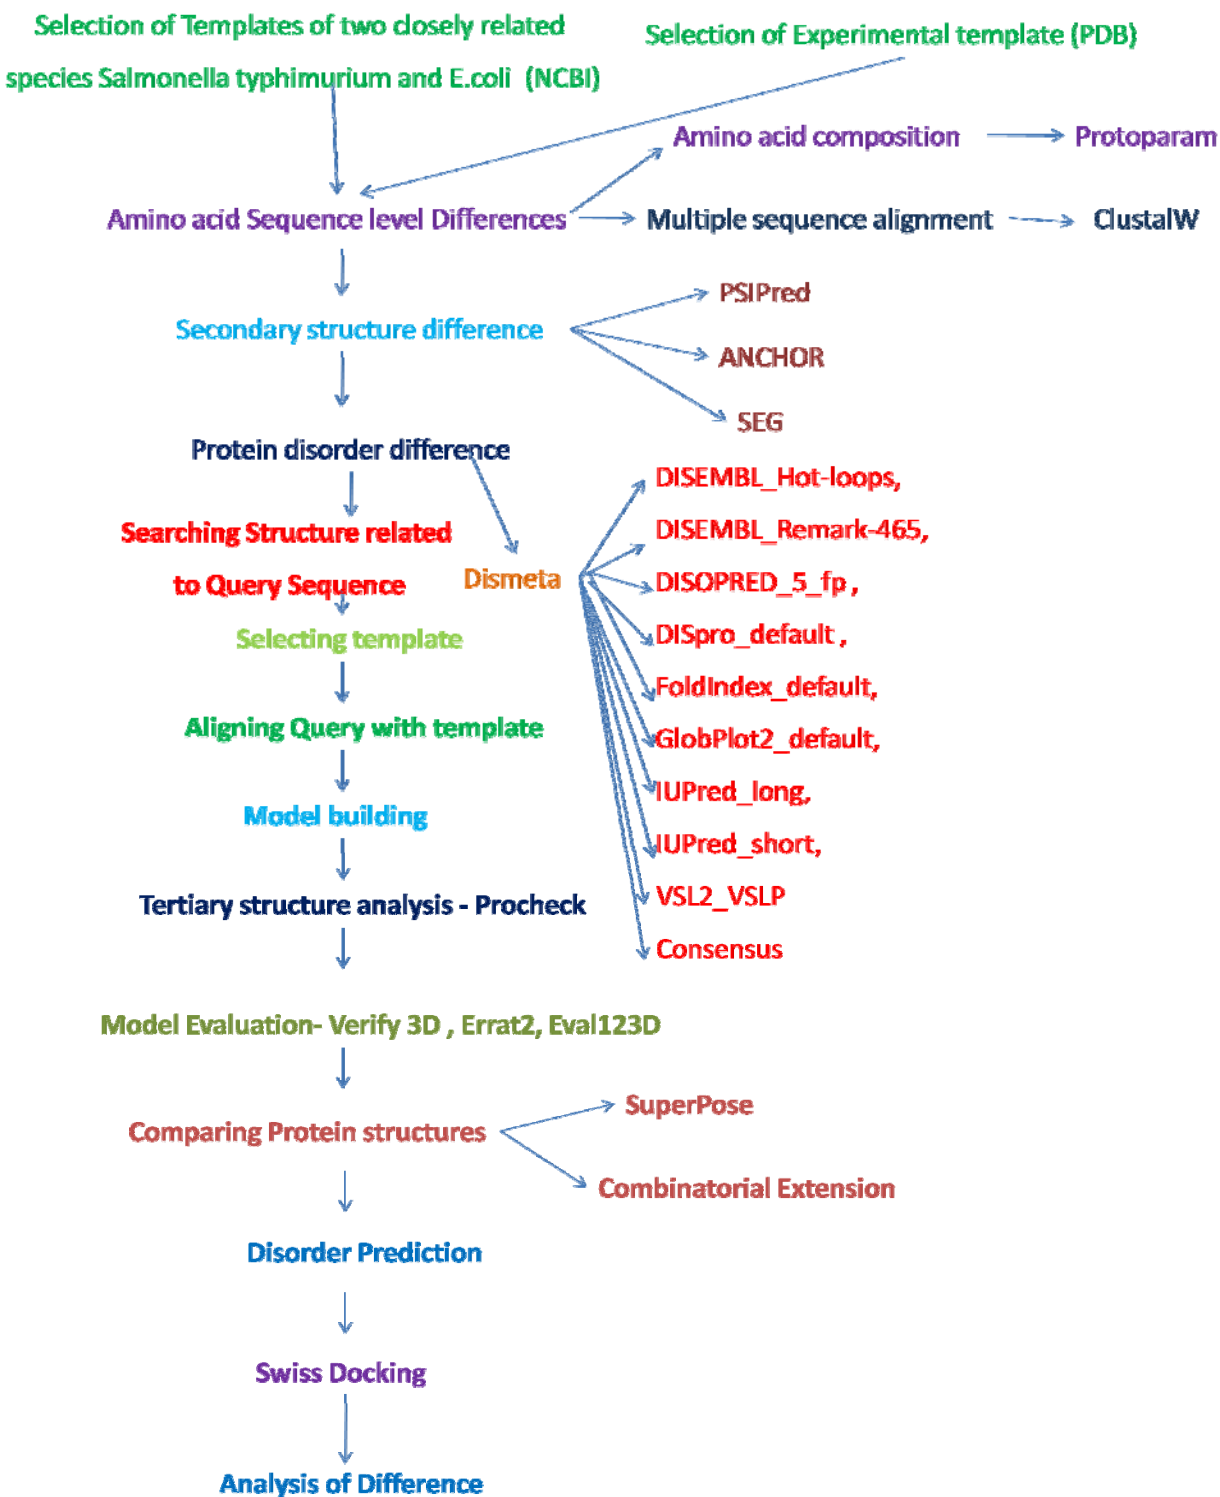 Selection of Templates of two closely related
species Salmonella typhimurium and E.coli (NCBI)
Selection of Experimental template (PDB)
Amino acid composition
Protoparam
Amino acid Sequence level Differences
Multiple sequence alignment
ClustalW
PSIPred
Secondary structure difference
ANCHOR
SEG
Protein disorder difference
DISEMBL_Hot-loops,
Searching Structure related
DISEMBL_Remark-465,
to Query Sequence
Dismeta
DISOPRED_5_fp ,
Selecting template
DISpro_default ,
FoldIndex_default,
Aligning Query with template
GlobPlot2_default,
IUPred_long,
Model building
IUPred_short,
Tertiary structure analysis - Procheck
VSL2_VSLP
Consensus
Model Evaluation- Verify 3D , Errat2, Eval123D
SuperPose
Comparing Protein structures
Combinatorial Extension
Disorder Prediction
Swiss Docking
Analysis of Difference